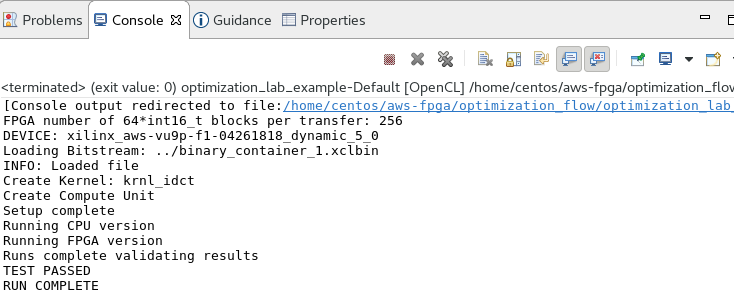 Problems Console Guidance Properties
<terminated> (exit value: 0) optimization_lab_example-Default [OpenCL] /home/centos/aws-fpga/optimization_flow
[Console output redirected to file:/home/centos/aws-fpga/optimization_flow/optimization_lab_
FPGA number of 64*int16_t blocks per transfer: 256
DEVICE: xilinx_aws-vu9p-f1-04261818_dynamic_5_0
Loading Bitstream: ../binary_container_1.xclbin
INFO: Loaded file
Create Kernel: krnl_idct
Create Compute Unit
Setup complete
Running CPU version
Running FPGA version
Runs complete validating results
TEST PASSED
RUN COMPLETE